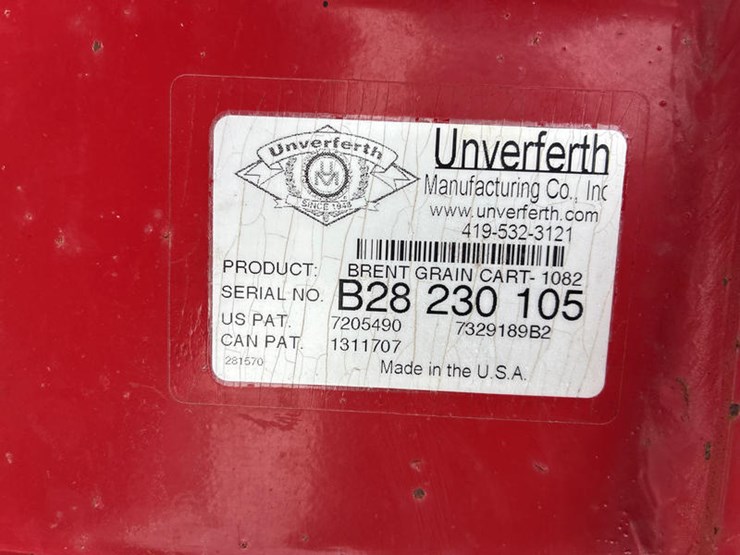 Unverferth
UM
SINCE 1948
Unverferth
Manufacturing Co., Inc
www.unverferth.com
419-532-3121
PRODUCT: BRENT GRAIN CART- 1082
SERIAL NO. B28 230 105
US PAT. 7205490 7329189B2
CAN PAT. 1311707
281570 Made in the U.S.A.